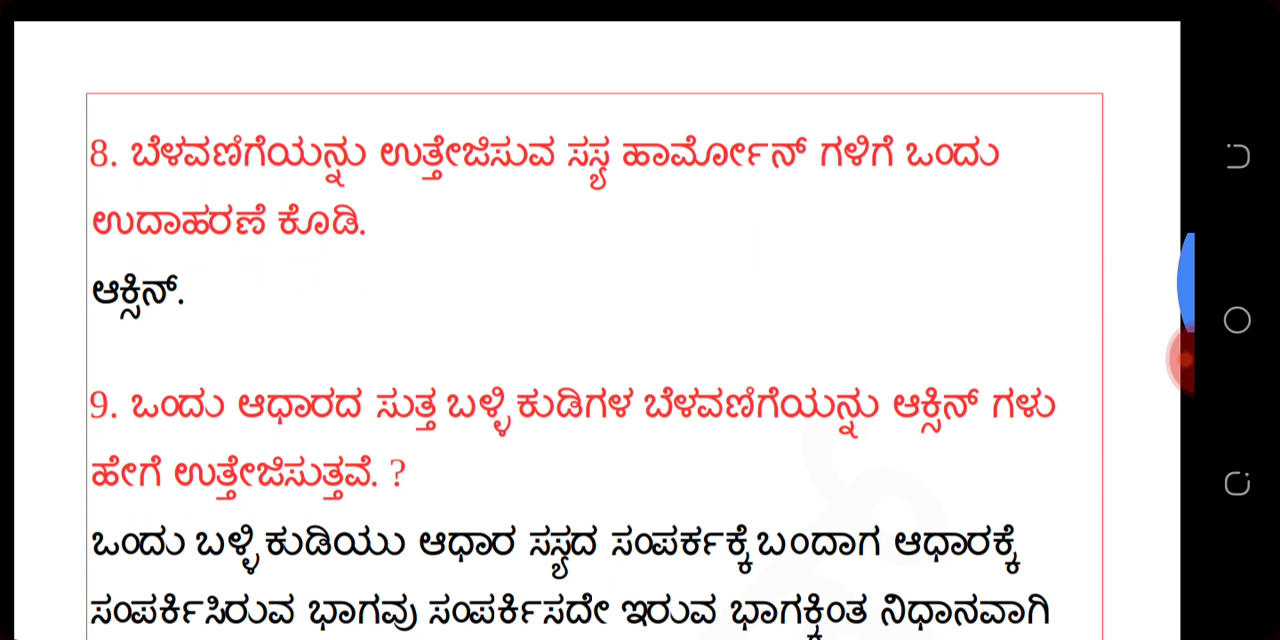 8. ಬೆಳವಣಿಗೆಯನ್ನು ಉತ್ತೇಜಿಸುವ ಸಸ್ಯ ಹಾರ್ಮೋನ್ ಗಳಿಗೆ ಒಂದು
ಉದಾಹರಣೆ ಕೊಡಿ.
ಆಕ್ಸಿನ್.
9. ಒಂದು ಆಧಾರದ ಸುತ್ತ ಬಳ್ಳಿ ಕುಡಿಗಳ ಬೆಳವಣಿಗೆಯನ್ನು ಆಕ್ಸಿನ್ ಗಳು
ಹೇಗೆ ಉತ್ತೇಜಿಸುತ್ತವೆ. ?
ಒಂದು ಬಳ್ಳಿ ಕುಡಿಯು ಆಧಾರ ಸಸ್ಯದ ಸಂಪರ್ಕಕ್ಕೆ ಬಂದಾಗ ಆಧಾರಕ್ಕೆ
ಸಂಪರ್ಕಿಸಿರುವ ಭಾಗವು ಸಂಪರ್ಕಿಸದೇ ಇರುವ ಭಾಗಕ್ಕಿಂತ ನಿಧಾನವಾಗಿ